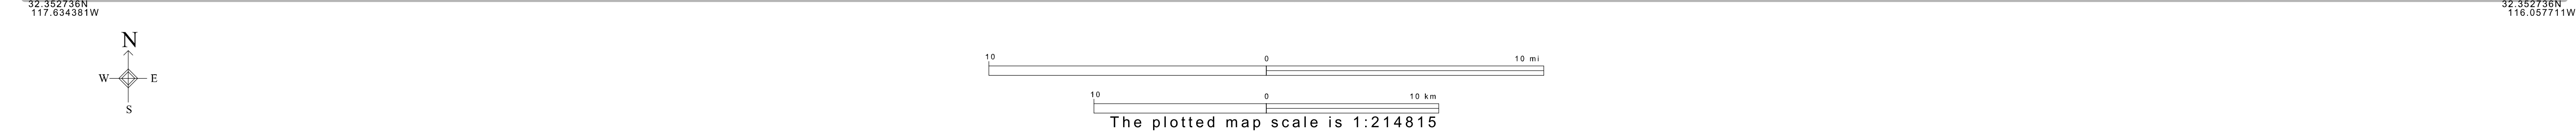 32.352736N
117.634381W
32.352736N
116.057711W
N
W E
S
10 0 10 mi
10 0 10 km
The plotted map scale is 1:214815